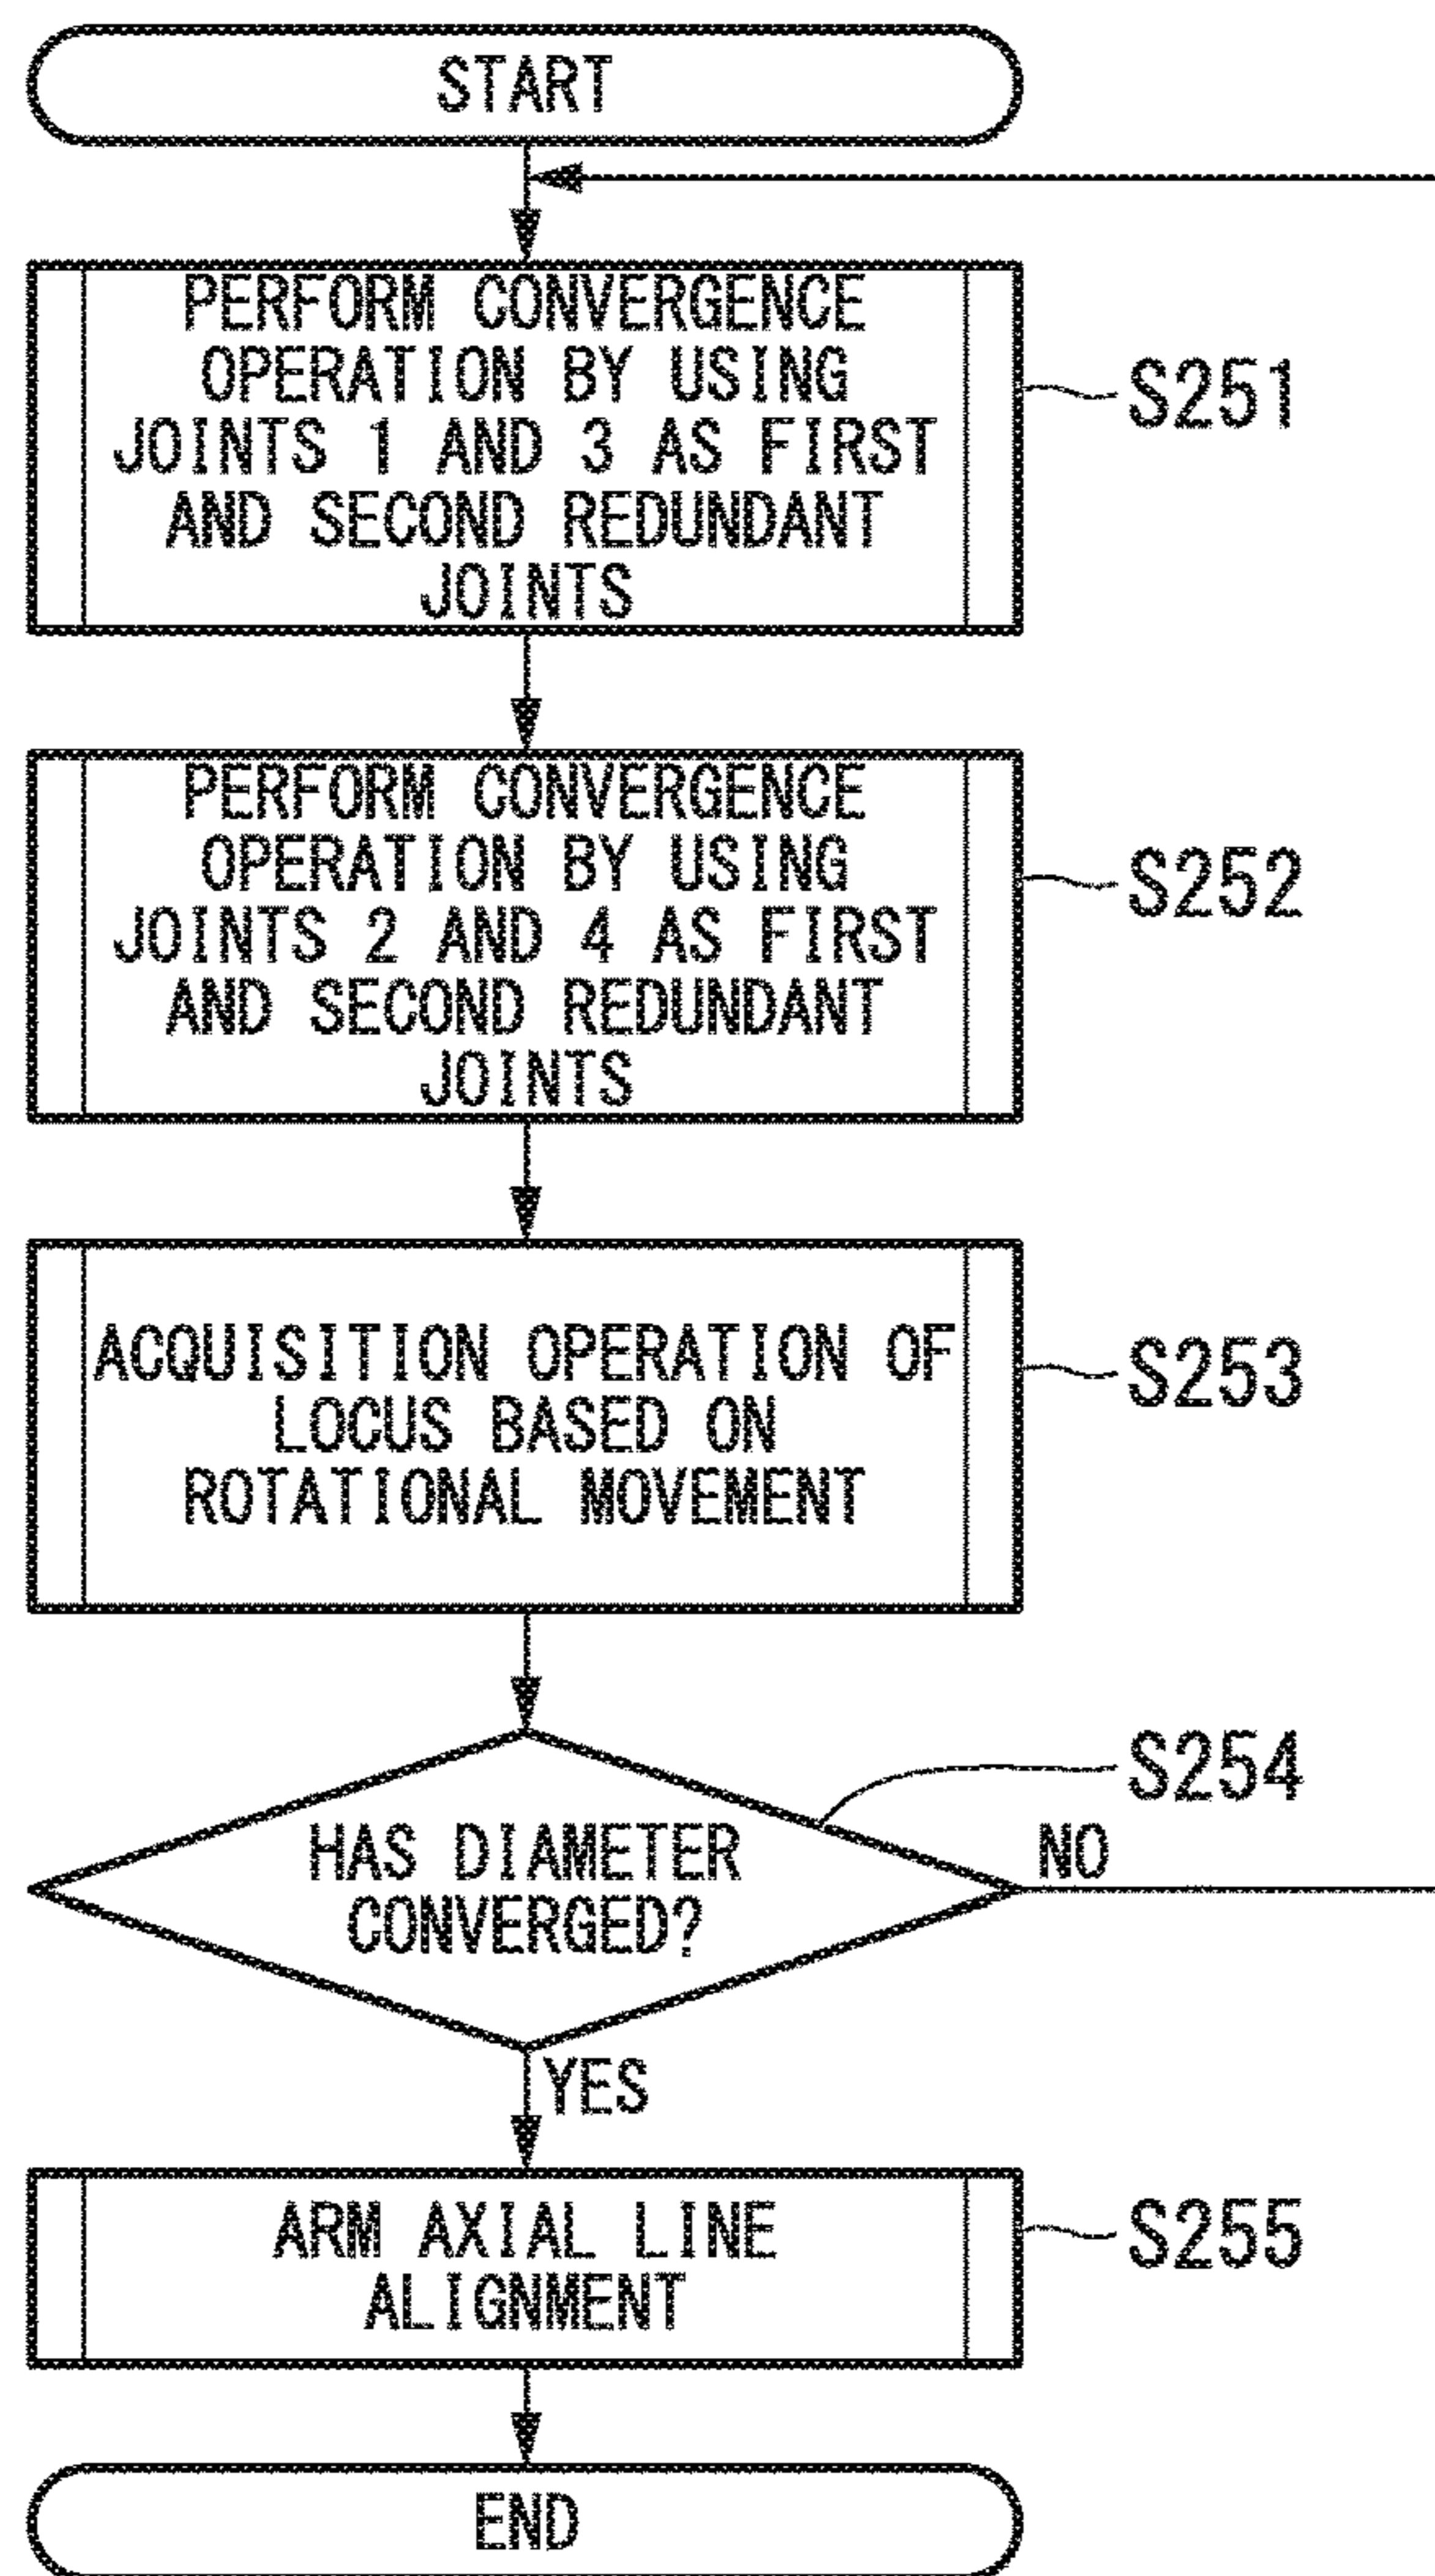 START
PERFORM CONVERGENCE
OPERATION BY USING
JOINTS 1 AND 3 AS FIRST
AND SECOND REDUNDANT
JOINTS
S251
PERFORM CONVERGENCE
OPERATION BY USING
JOINTS 2 AND 4 AS FIRST
AND SECOND REDUNDANT
JOINTS
S252
ACQUISITION OPERATION OF
LOCUS BASED ON
ROTATIONAL MOVEMENT
S253
S254
HAS DIAMETER
CONVERGED?
NO
YES
ARM AXIAL LINE
ALIGNMENT
S255
END